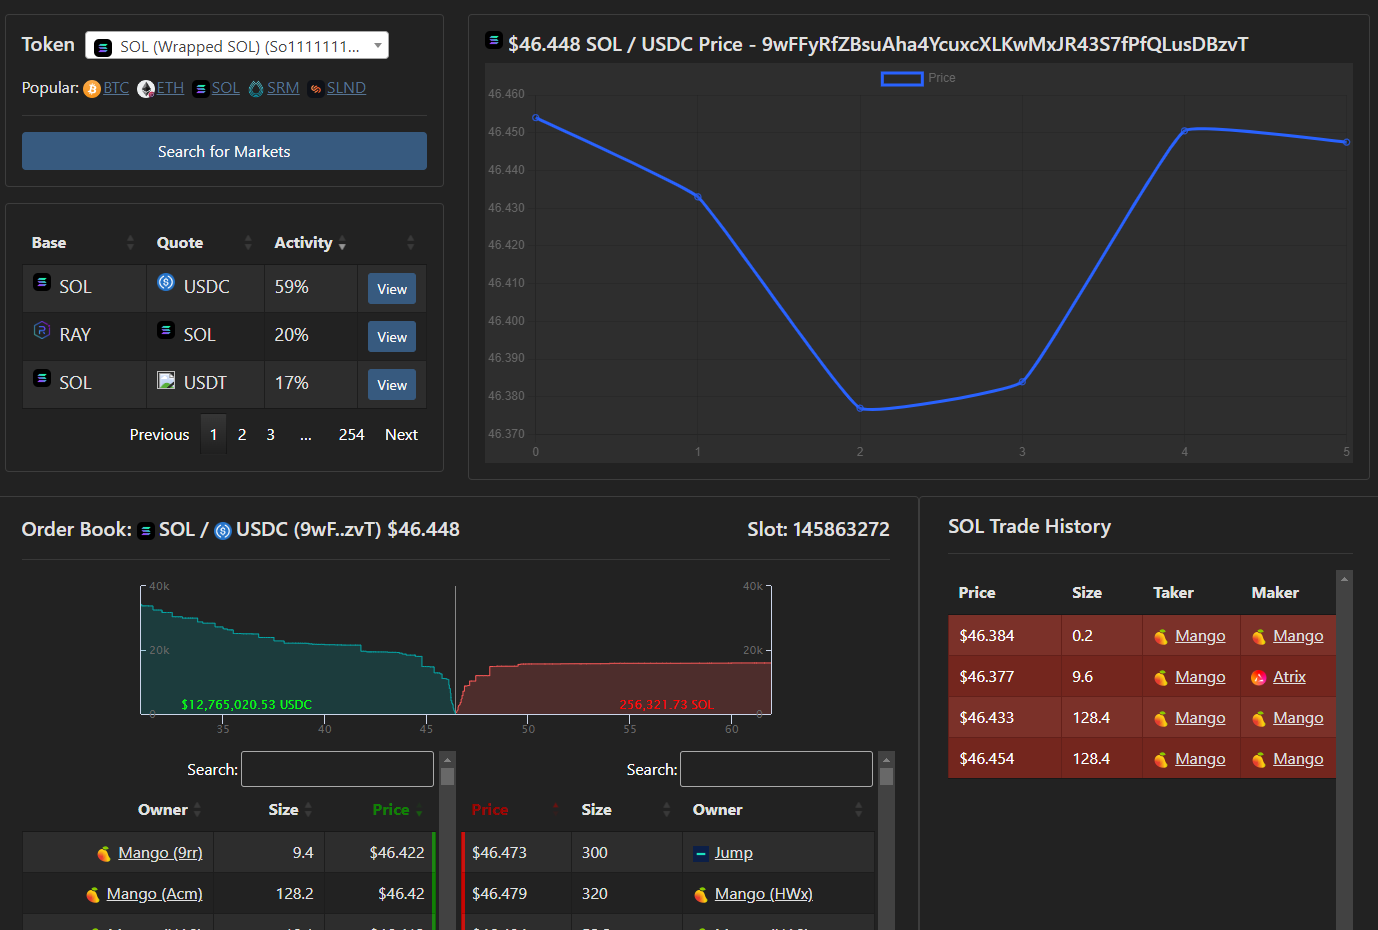 Token SOL (Wrapped SOL) (So1111111...
Popular: BTC ETH SOL SRM SLND
Search for Markets
Base Quote Activity
SOL USDC 59% View
RAY SOL 20% View
SOL USDT 17% View
Previous 1 2 3 ... 254 Next
$46.448 SOL / USDC Price - 9wFFyRfZBsuAha4YcuxcXLKwMxJR43S7fPfQLusDBzvT
Price
46.460
46.450
46.440
46.430
46.420
46.410
46.400
46.390
46.380
46.370
0 1 2 3 4 5
Order Book: SOL / USDC (9wF..zvT) $46.448 Slot: 145863272
40k 40k
20k 20k
$12,765,020.53 USDC 256,321.73 SOL
0 0
35 40 45 50 55 60
Search: Search:
Owner Size Price Price Size Owner
Mango (9rr) 9.4 $46.422 $46.473 300 Jump
Mango (Acm) 128.2 $46.42 $46.479 320 Mango (HWx)
SOL Trade History
Price Size Taker Maker
$46.384 0.2 Mango Mango
$46.377 9.6 Mango Atrix
$46.433 128.4 Mango Mango
$46.454 128.4 Mango Mango